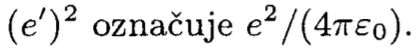 (e′)² označuje e²/(4πε₀).